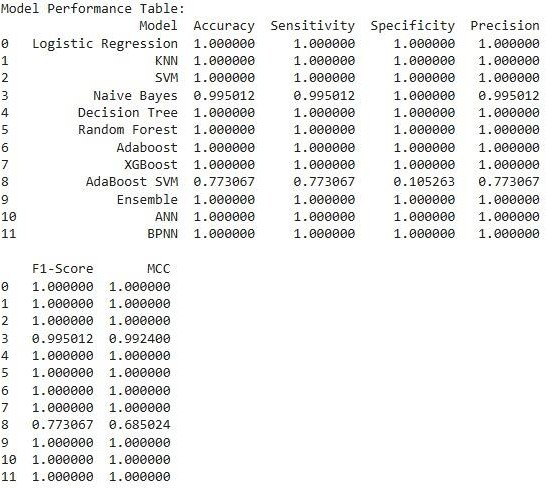 Model Performance Table:
Model Accuracy Sensitivity Specificity Precision
0 Logistic Regression 1.000000 1.000000 1.000000 1.000000
1 KNN 1.000000 1.000000 1.000000 1.000000
2 SVM 1.000000 1.000000 1.000000 1.000000
3 Naive Bayes 0.995012 0.995012 1.000000 0.995012
4 Decision Tree 1.000000 1.000000 1.000000 1.000000
5 Random Forest 1.000000 1.000000 1.000000 1.000000
6 Adaboost 1.000000 1.000000 1.000000 1.000000
7 XGBoost 1.000000 1.000000 1.000000 1.000000
8 AdaBoost SVM 0.773067 0.773067 0.105263 0.773067
9 Ensemble 1.000000 1.000000 1.000000 1.000000
10 ANN 1.000000 1.000000 1.000000 1.000000
11 BPNN 1.000000 1.000000 1.000000 1.000000
F1-Score MCC
0 1.000000 1.000000
1 1.000000 1.000000
2 1.000000 1.000000
3 0.995012 0.992400
4 1.000000 1.000000
5 1.000000 1.000000
6 1.000000 1.000000
7 1.000000 1.000000
8 0.773067 0.685024
9 1.000000 1.000000
10 1.000000 1.000000
11 1.000000 1.000000